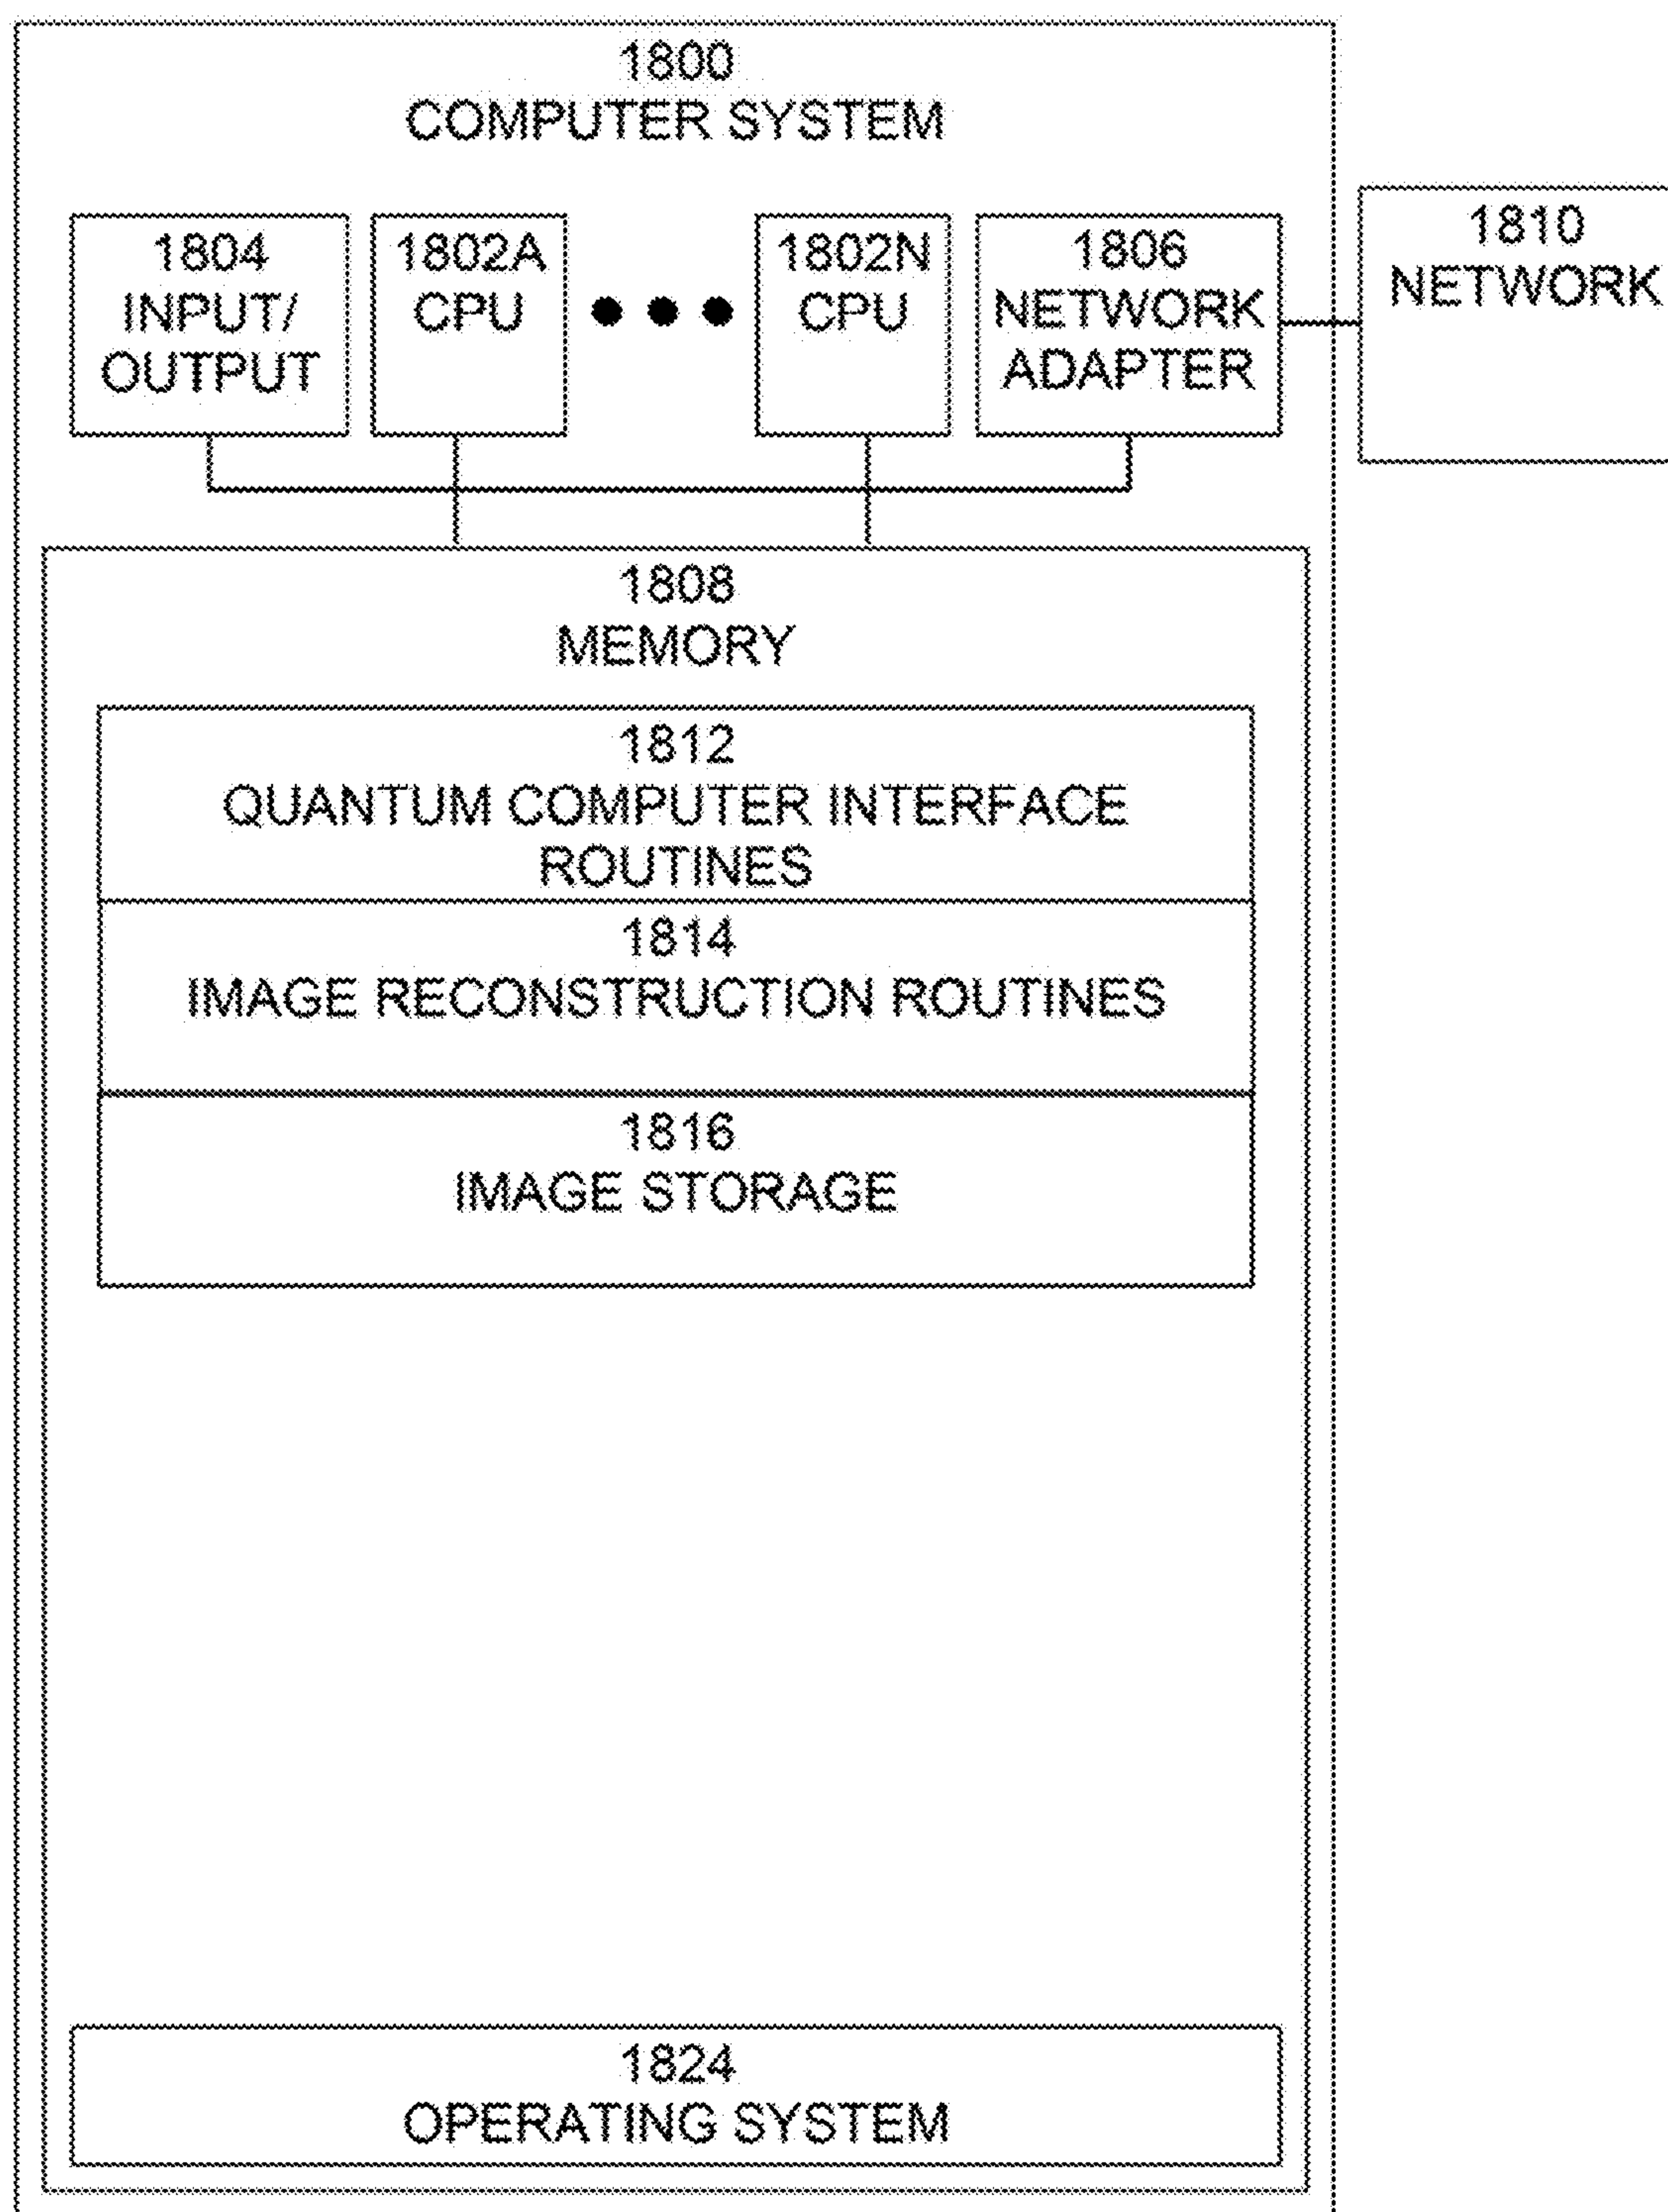 1800
COMPUTER SYSTEM
1804
INPUT/
OUTPUT
1802A
CPU
1802N
CPU
1806
NETWORK
ADAPTER
1810
NETWORK
1808
MEMORY
1812
QUANTUM COMPUTER INTERFACE
ROUTINES
1814
IMAGE RECONSTRUCTION ROUTINES
1816
IMAGE STORAGE
1824
OPERATING SYSTEM